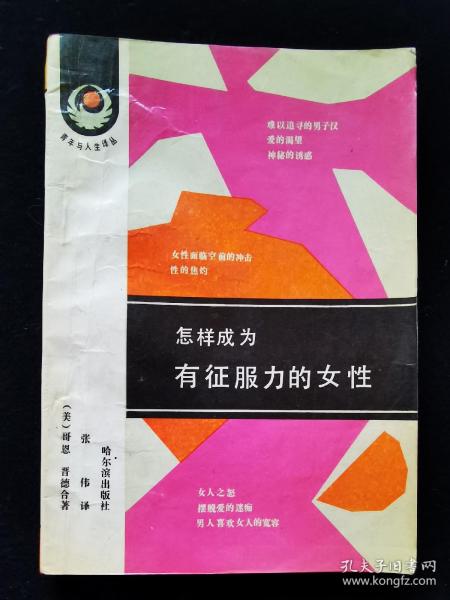 青年与人生译丛
难以追寻的男子汉
爱的渴望
神秘的诱惑
女性面临空前的冲击
性的焦灼
怎样成为
有征服力的女性
(美)哥恩 晋德合著
张伟译
哈尔滨出版社
女人之怒
摆脱爱的迷痴
男人喜欢女人的宽容
孔夫子旧书网
www.kongfz.com